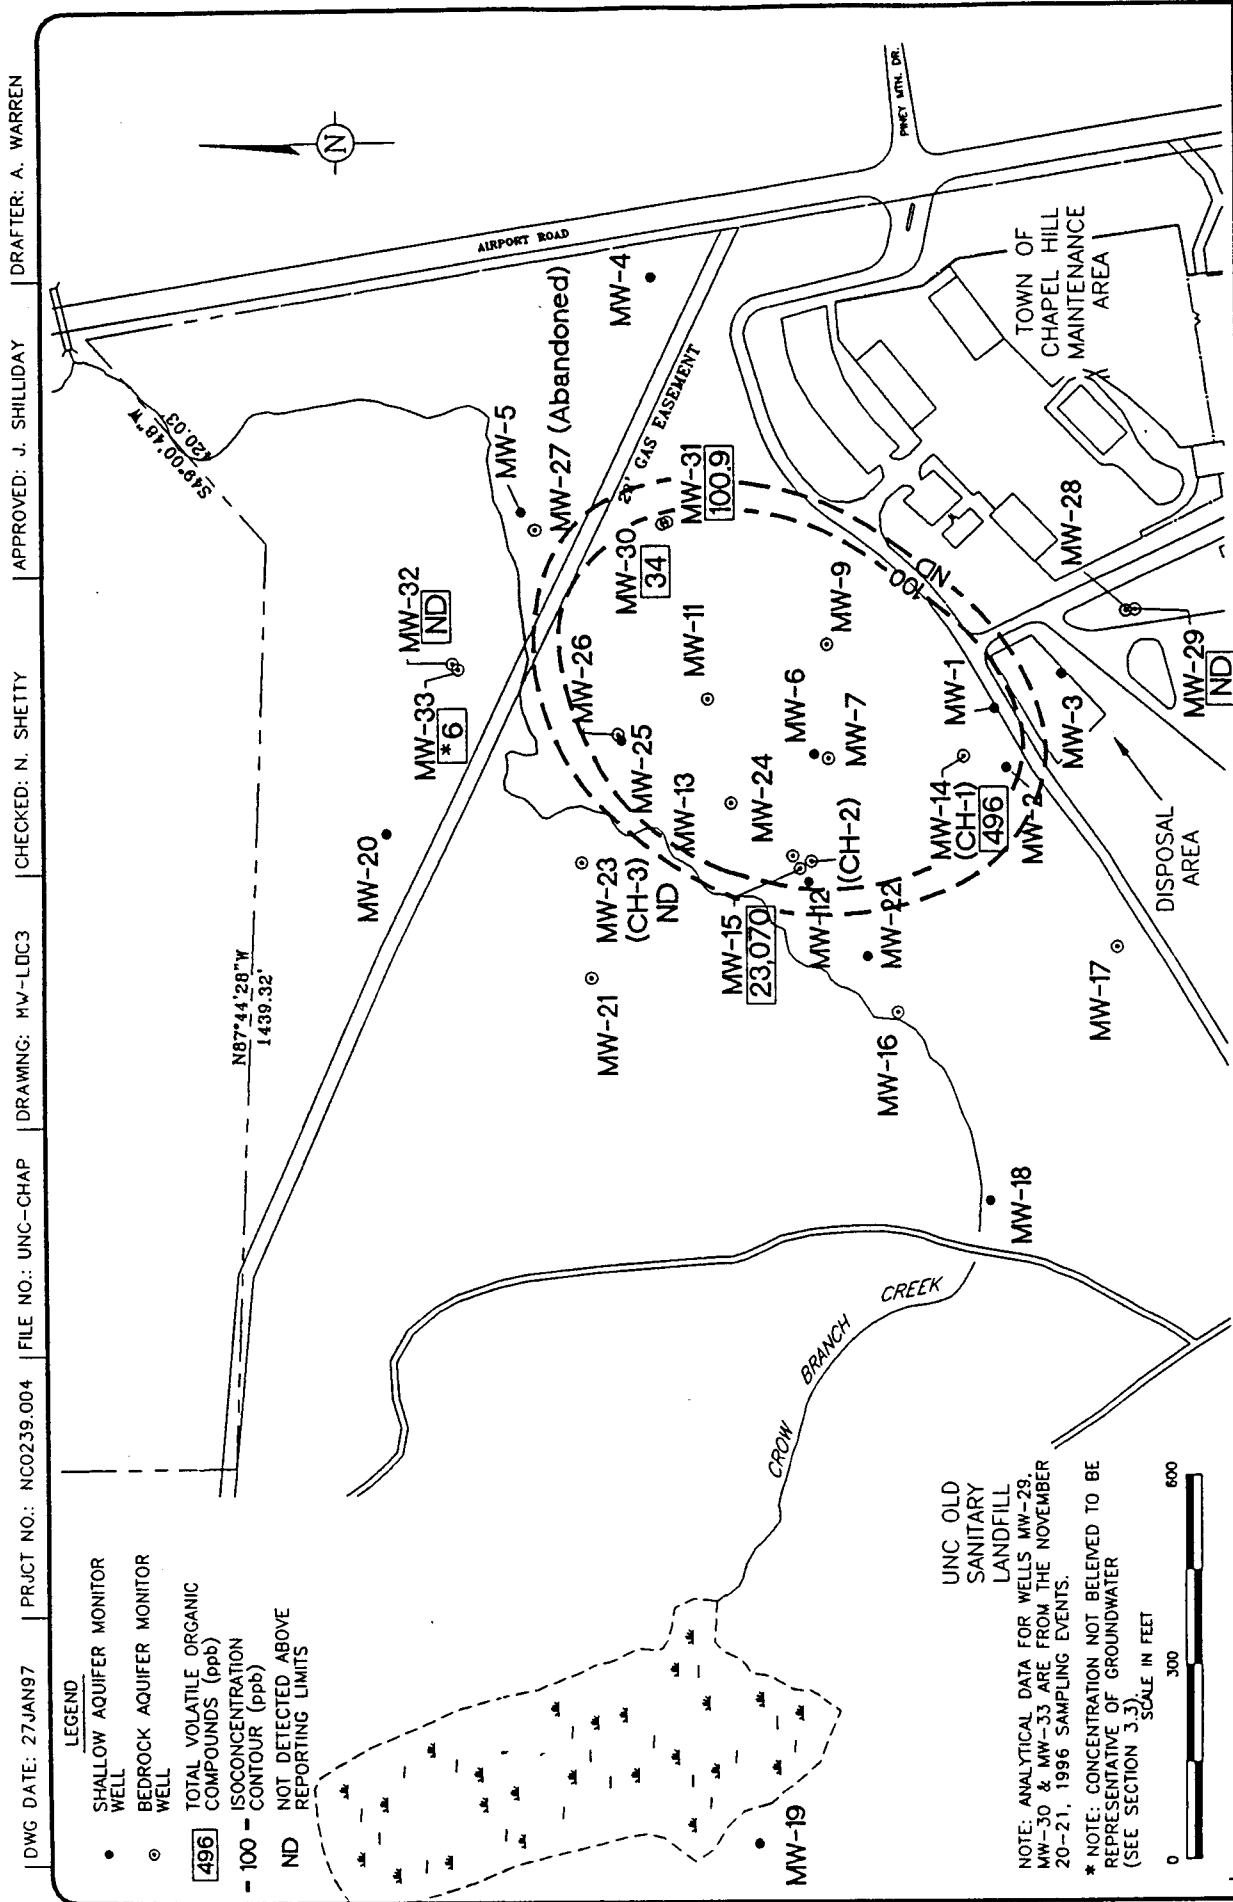 DWG DATE: 27JAN97
PRJCT NO.: NC0239.004
FILE NO.: UNC-CHAP
DRAWING: MW-LOC3
CHECKED: N. SHETTY
APPROVED: J. SHILLIDAY
DRAFTER: A. WARREN
LEGEND
SHALLOW AQUIFER MONITOR
WELL
BEDROCK AQUIFER MONITOR
WELL
496
TOTAL VOLATILE ORGANIC
COMPOUNDS (ppb)
- 100 -
ISOCONCENTRATION
CONTOUR (ppb)
ND
NOT DETECTED ABOVE
REPORTING LIMITS
N
N87°44'28"W
1439.32'
S49°00'48"W
420.03'
AIRPORT ROAD
PINEY MTN. DR.
20' GAS EASEMENT
MW-20
MW-33
*6
MW-32
ND
MW-5
MW-27 (Abandoned)
MW-4
MW-21
MW-23
(CH-3)
ND
MW-26
MW-25
MW-13
MW-30
34
MW-31
100.9
MW-11
MW-24
MW-15
23,070
MW-12
(CH-2)
MW-6
MW-7
MW-9
MW-22
MW-16
MW-14
(CH-1)
496
MW-1
MW-2
MW-3
100
ND
MW-28
MW-29
ND
MW-17
MW-18
MW-19
TOWN OF
CHAPEL HILL
MAINTENANCE
AREA
DISPOSAL
AREA
CROW
BRANCH
CREEK
UNC OLD
SANITARY
LANDFILL
NOTE: ANALYTICAL DATA FOR WELLS MW-29,
MW-30 & MW-33 ARE FROM THE NOVEMBER
20-21, 1996 SAMPLING EVENTS.
* NOTE: CONCENTRATION NOT BELEIVED TO BE
REPRESENTATIVE OF GROUNDWATER
(SEE SECTION 3.3).
SCALE IN FEET
0
300
600